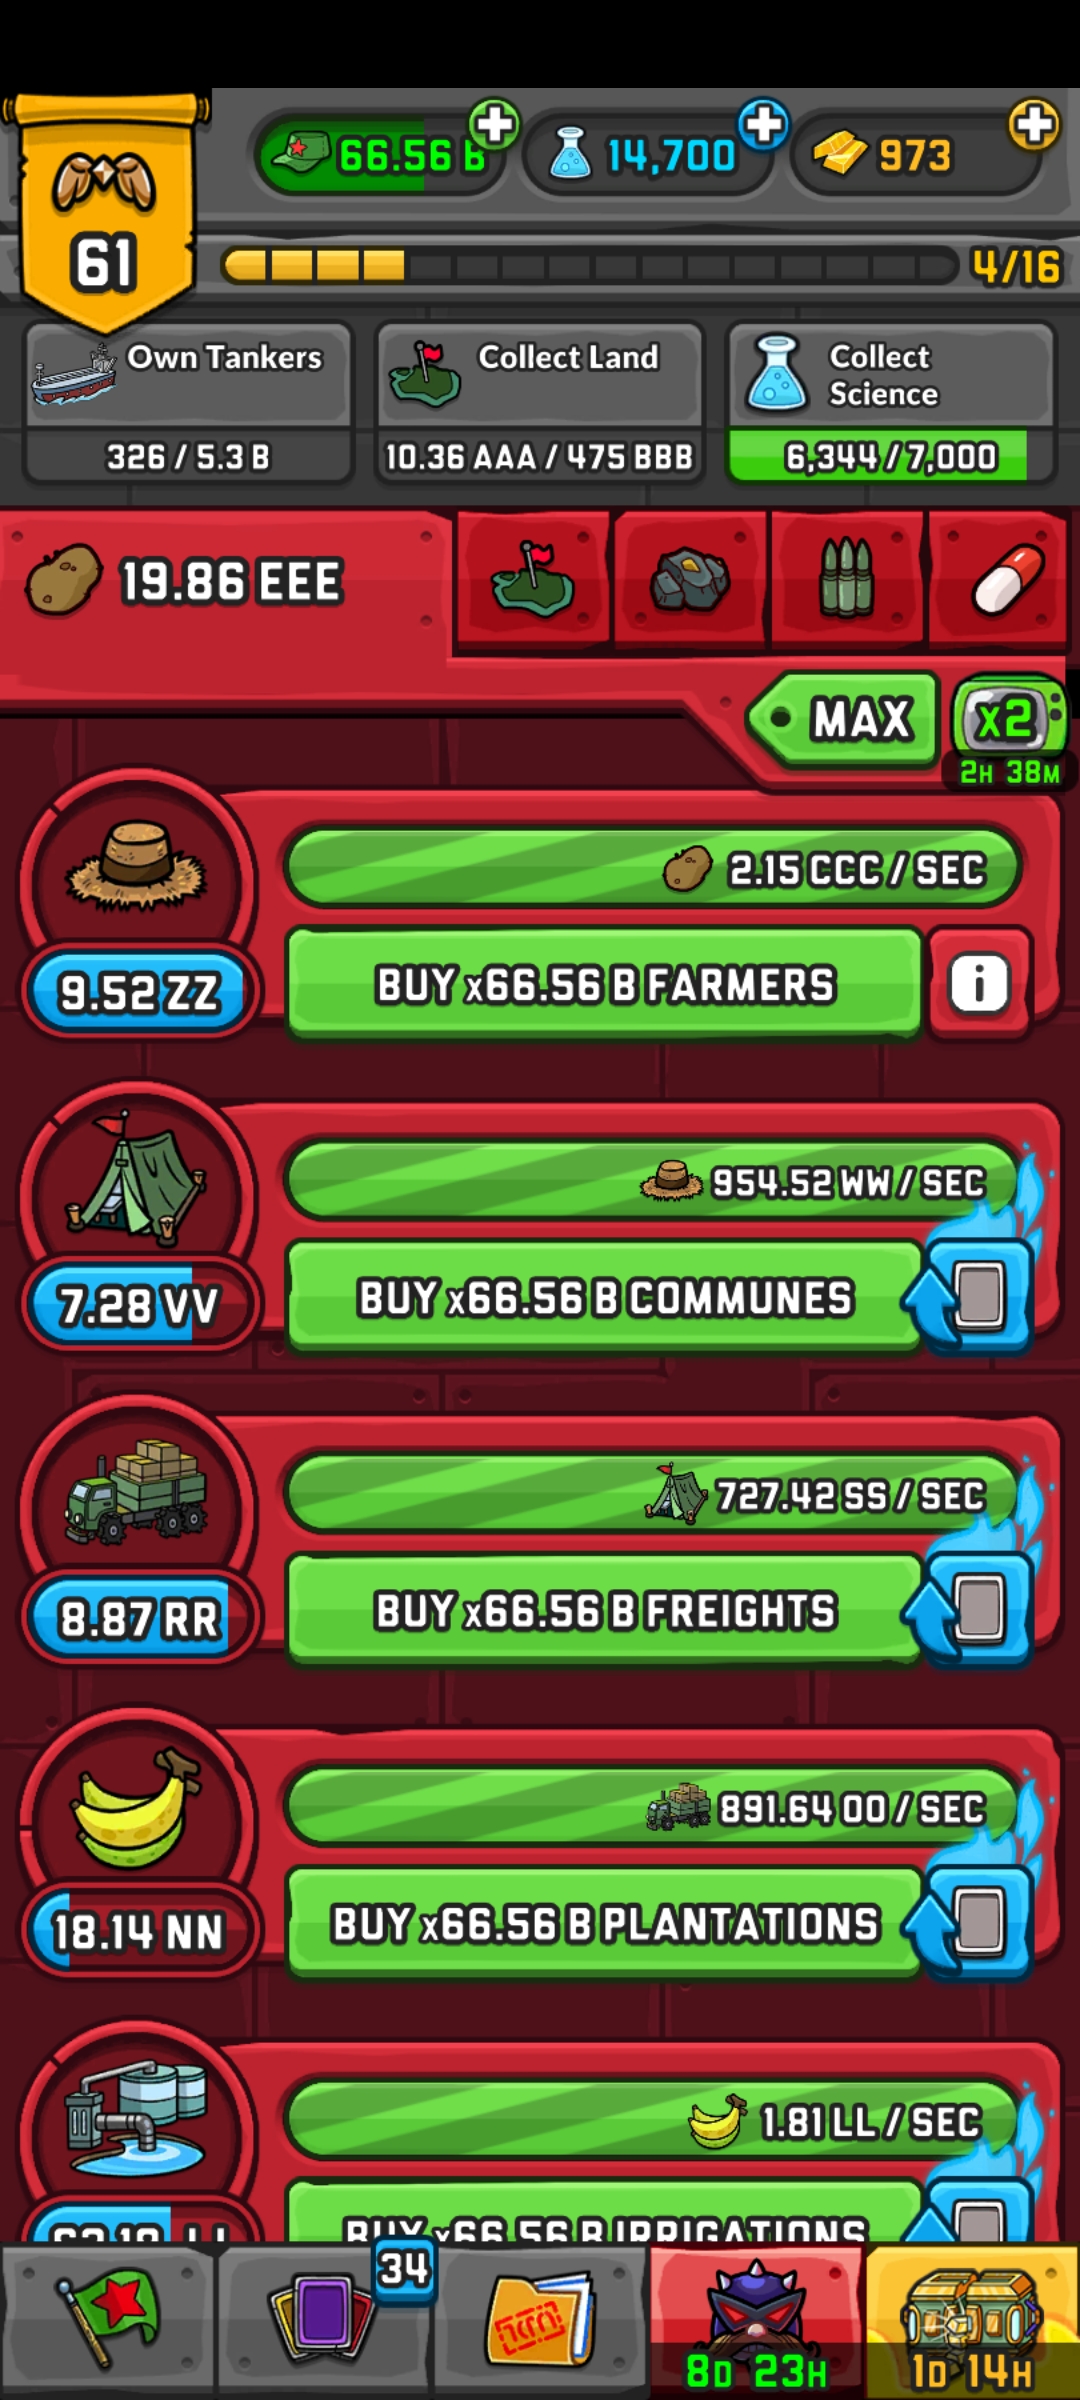 66.56 B
14,700
973
61
4/16
Own Tankers
326 / 5.3 B
Collect Land
10.36 AAA / 475 BBB
Collect
Science
6,344 / 7,000
19.86 EEE
MAX
x2
2H 38M
2.15 CCC / SEC
9.52 ZZ
BUY x66.56 B FARMERS
i
954.52 WW / SEC
7.28 VV
BUY x66.56 B COMMUNES
727.42 SS / SEC
8.87 RR
BUY x66.56 B FREIGHTS
891.64 OO / SEC
18.14 NN
BUY x66.56 B PLANTATIONS
1.81 LL / SEC
BUY x66.56 B IRRIGATIONS
34
8D 23H
1D 14H